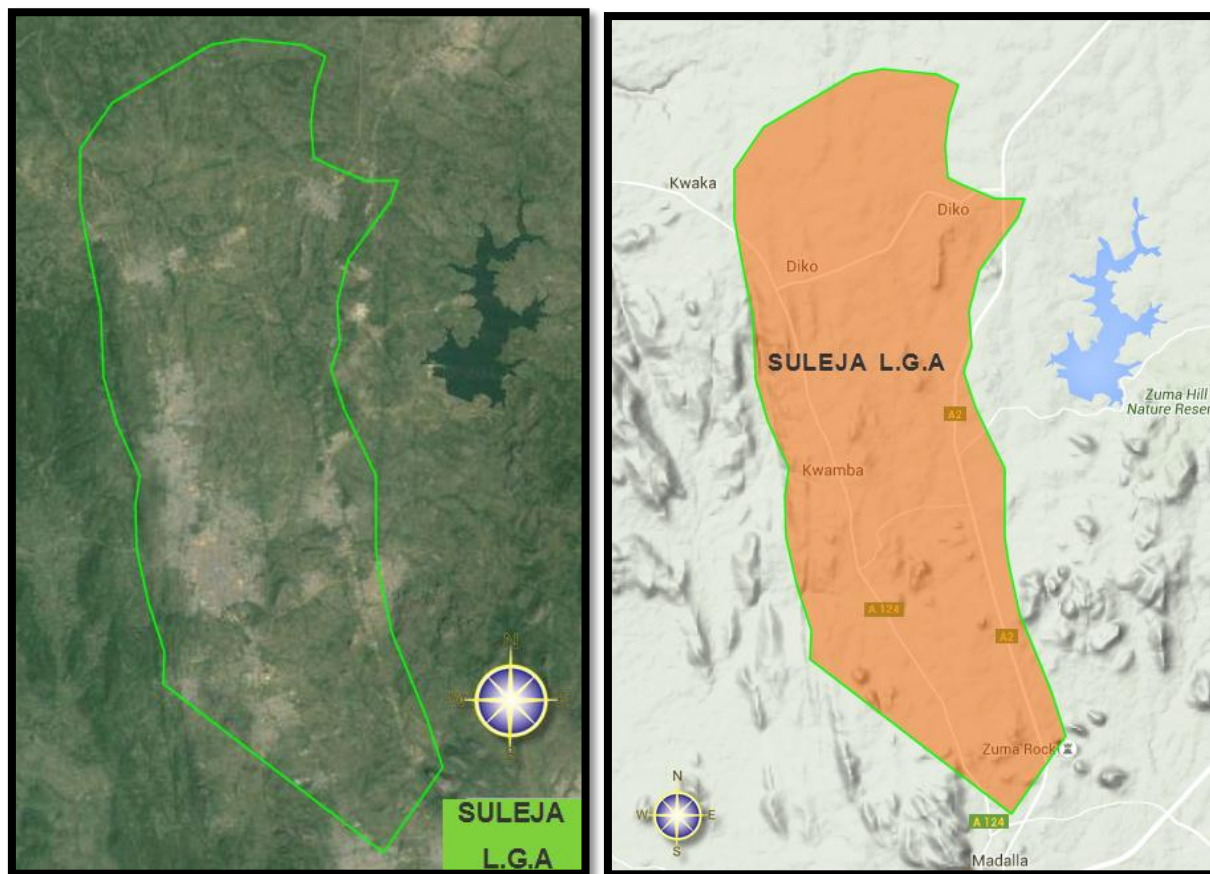 N
SULEJA
L.G.A
Kwaka
Diko
Diko
SULEJA L.G.A
Zuma Hill
Nature Reser
A2
Kwamba
A 124
A2
Zuma Rock
N
W
E
S
A 124
Madalla